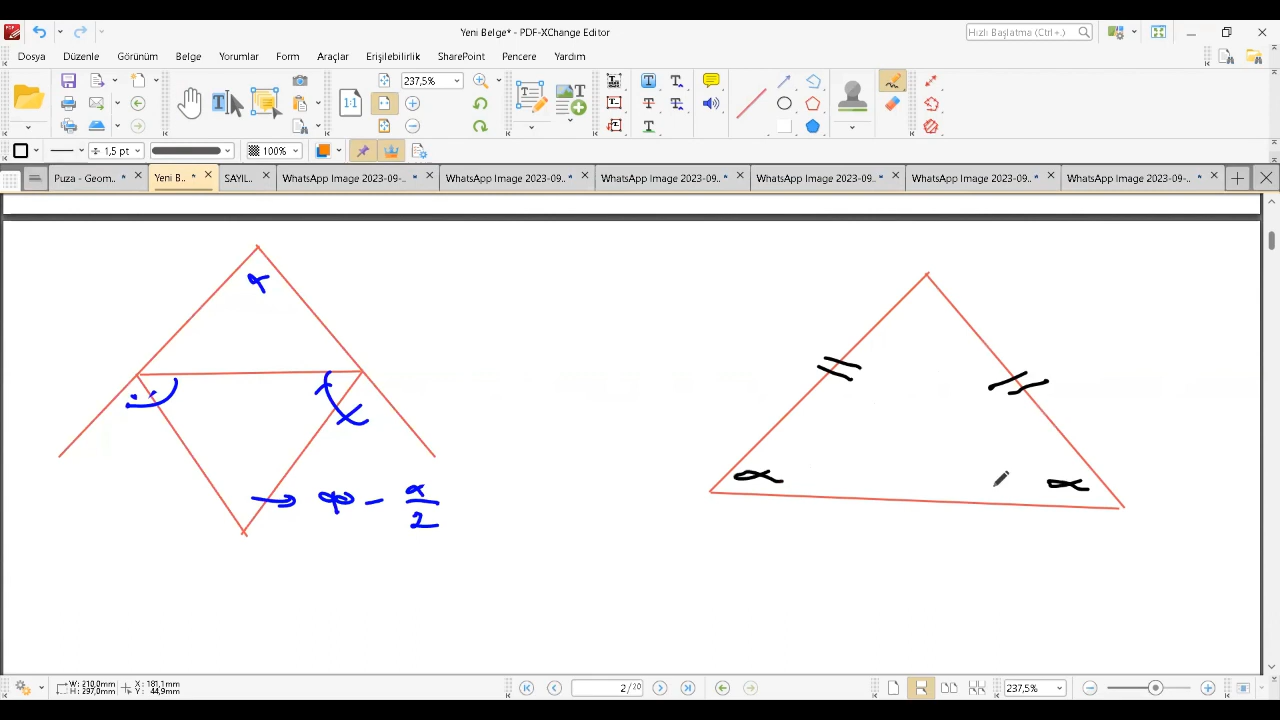 Yeni Belge* - PDF-XChange Editor
Hızlı Başlatma (Ctrl+.)
Dosya Düzenle Görünüm Belge Yorumlar Form Araçlar Erişilebilirlik SharePoint Pencere Yardım
237,5%
1:1
T
1,5 pt
100%
Puza - Geom.. *
Yeni B.. *
SAYIL...
WhatsApp Image 2023-09-.. *
WhatsApp Image 2023-09.. *
WhatsApp Image 2023-09.. *
WhatsApp Image 2023-09.. *
WhatsApp Image 2023-09.. *
WhatsApp Image 2023-09-.. *
α
90 - α/2
α
α
W: 210,0mm
H: 297,0mm
X: 181,1mm
Y: 44,9mm
2/20
237,5%